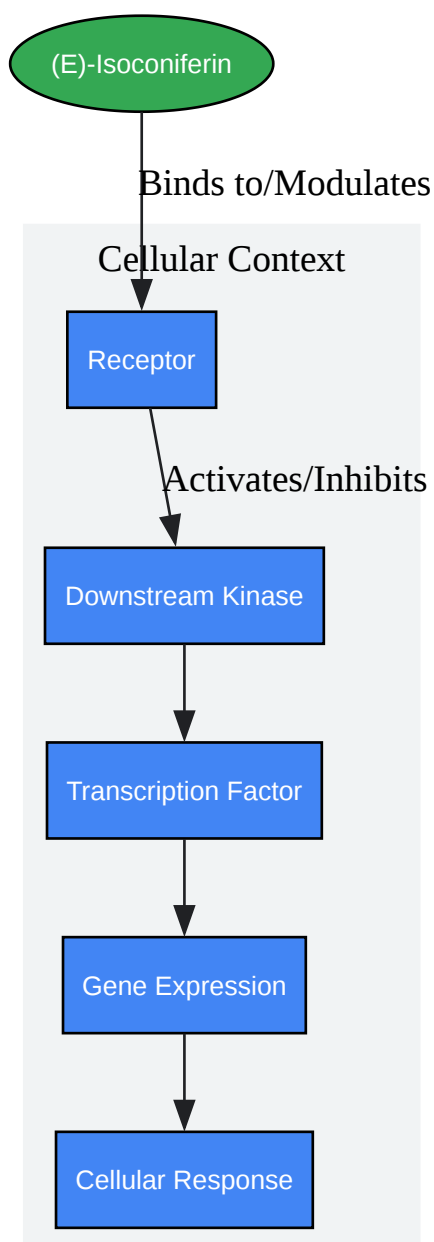 (E)-Isoconiferin
Binds to/Modulates
Cellular Context
Receptor
Activates/Inhibits
Downstream Kinase
Transcription Factor
Gene Expression
Cellular Response